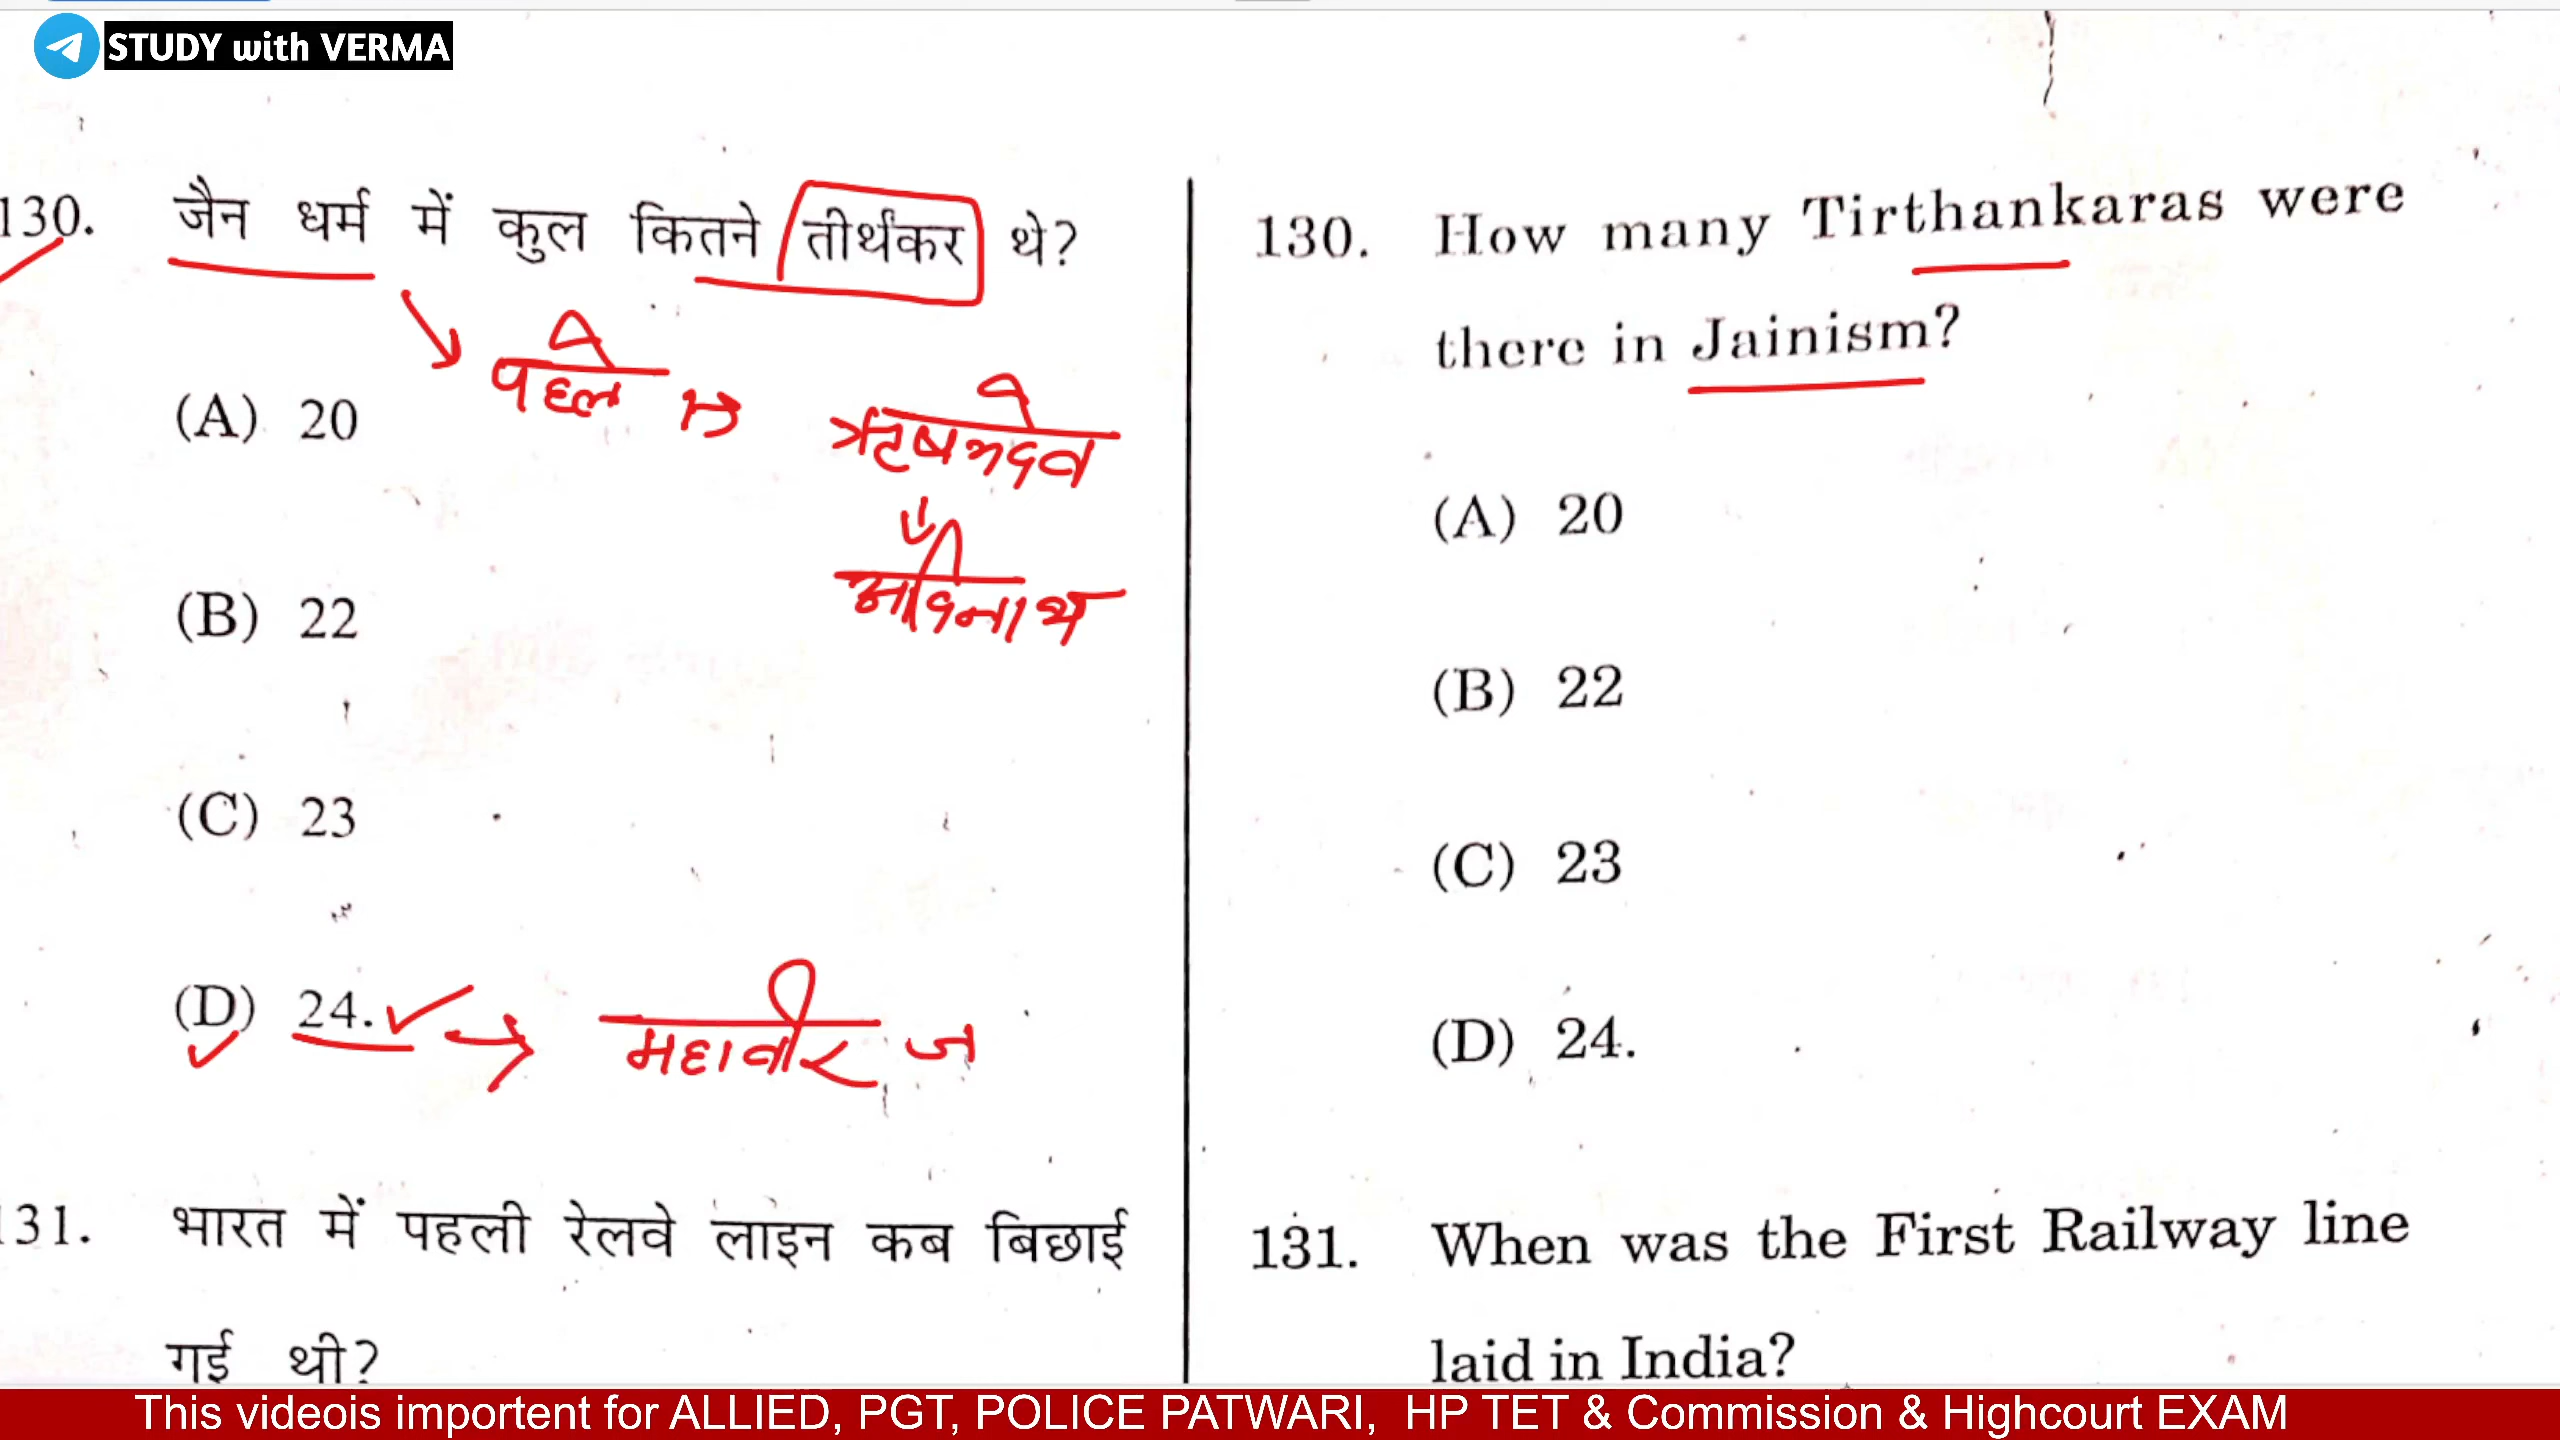 STUDY with VERMA
130. जैन धर्म में कुल कितने तीर्थंकर थे?
पहले → ऋषभदेव
आदिनाथ
(A) 20
(B) 22
(C) 23
(D) 24. → महावीर
131. भारत में पहली रेलवे लाइन कब बिछाई
गई थी?
130. How many Tirthankaras were
there in Jainism?
(A) 20
(B) 22
(C) 23
(D) 24.
131. When was the First Railway line
laid in India?
This videois importent for ALLIED, PGT, POLICE PATWARI, HP TET & Commission & Highcourt EXAM